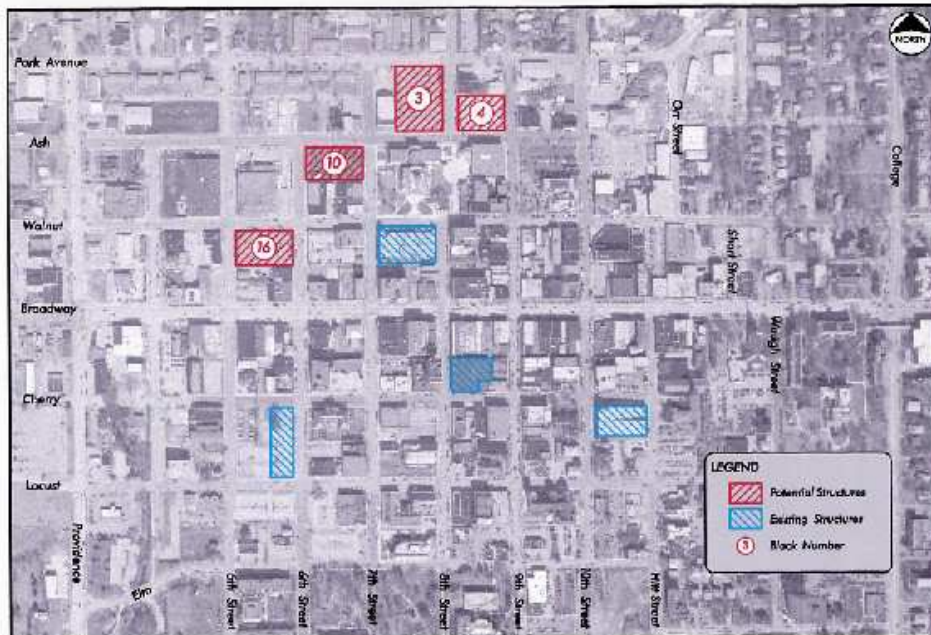 NORTH
Park Avenue
3
4
Orr Street
Ash
College
10
Walnut
16
Short Street
Broadway
Waugh Street
Cherry
LEGEND
Potential Structures
Existing Structures
3 Block Number
Locust
Providence
Elm
5th Street
6th Street
7th Street
8th Street
9th Street
10th Street
Hitt Street